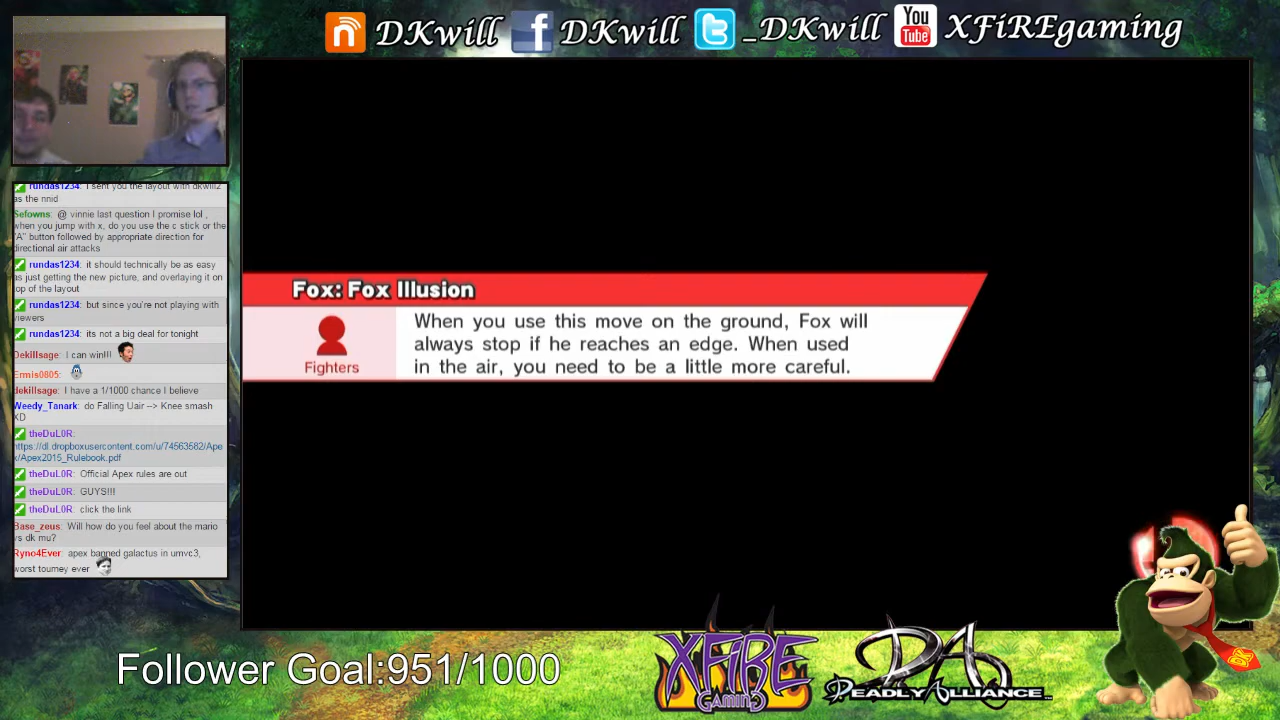 DKwill DKwill _DKwill You Tube XFiREgaming
rundas1234: I sent you the layout with dkwill2
as the nnid
Sefowns: @ vinnie last question I promise lol ,
when you jump with x, do you use the c stick or the
"A" button followed by appropriate direction for
directional air attacks
rundas1234: it should technically be as easy
as just getting the new picture, and overlaying it on
top of the layout
rundas1234: but since you're not playing with
viewers
rundas1234: its not a big deal for tonight
Dekillsage: I can win!!!
Ermis0605:
dekillsage: I have a 1/1000 chance I believe
Weedy_Tanark: do Falling Uair --> Knee smash
XD
theDuL0R:
https://dl.dropboxusercontent.com/u/74563582/Ape
x/Apex2015_Rulebook.pdf
theDuL0R: Official Apex rules are out
theDuL0R: GUYS!!!
theDuL0R: click the link
Base_zeus: Will how do you feel about the mario
vs dk mu?
Ryno4Ever: apex banned galactus in umvc3,
worst tourney ever
Fox: Fox Illusion
Fighters
When you use this move on the ground, Fox will
always stop if he reaches an edge. When used
in the air, you need to be a little more careful.
Follower Goal:951/1000
XFiRE
GAMING
DA
DEADLYALLIANCE
DK